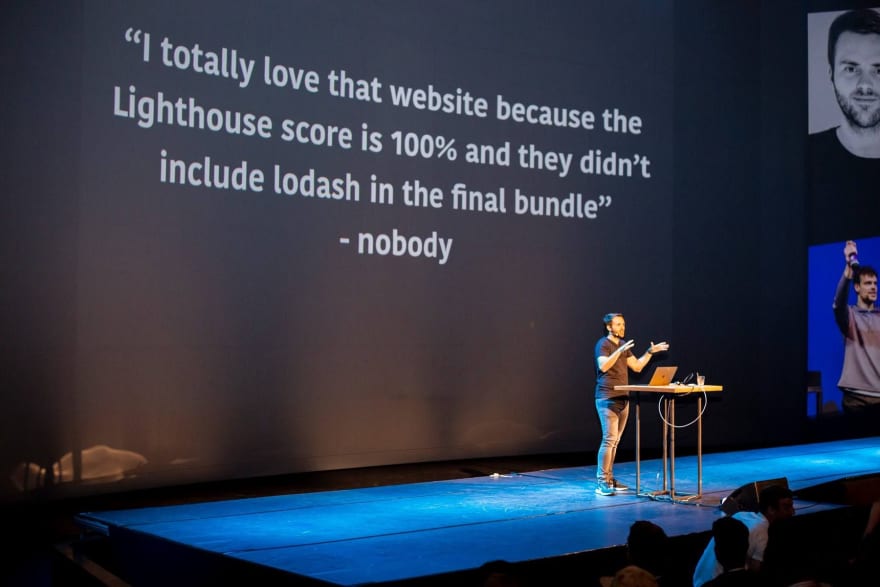 “I totally love that website because the
Lighthouse score is 100% and they didn’t
include lodash in the final bundle”
- nobody